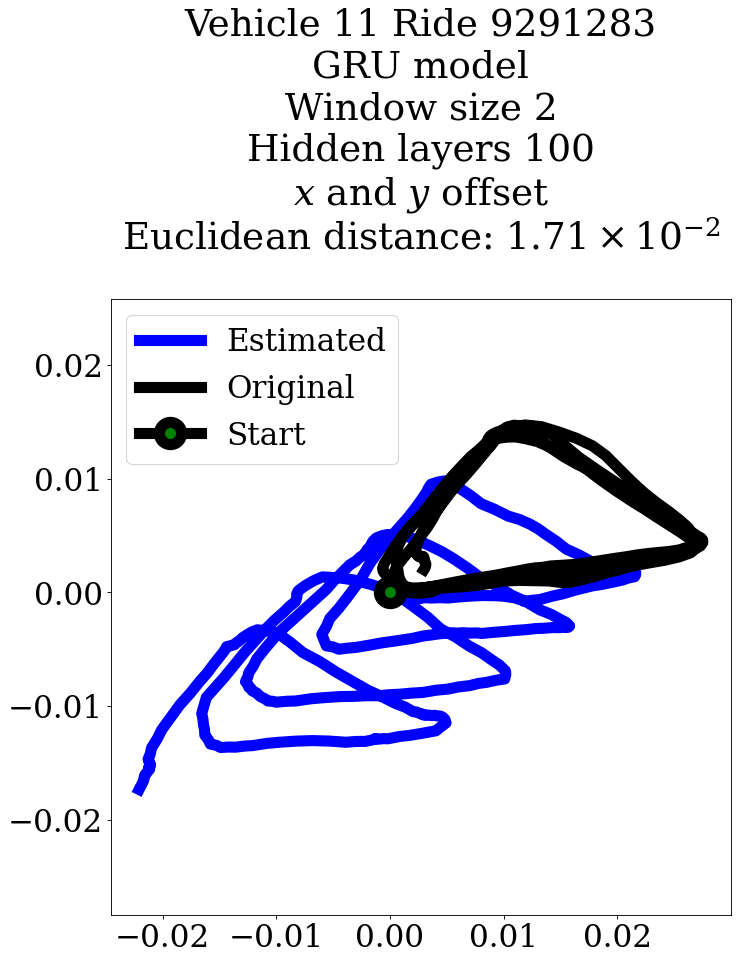 Vehicle 11 Ride 9291283
GRU model
Window size 2
Hidden layers 100
x and y offset
Euclidean distance: 1.71 × 10⁻²
Estimated
Original
Start
0.02
0.01
0.00
−0.01
−0.02
−0.02 −0.01 0.00 0.01 0.02